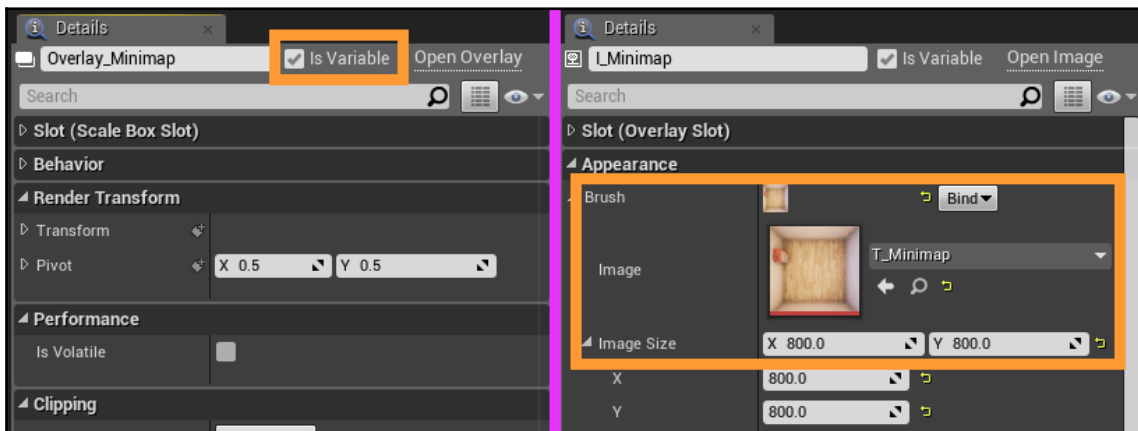 Details
Overlay_Minimap
Is Variable
Open Overlay
Search
Slot (Scale Box Slot)
Behavior
Render Transform
Transform
Pivot X 0.5 Y 0.5
Performance
Is Volatile
Clipping
Details
I_Minimap
Is Variable
Open Image
Search
Slot (Overlay Slot)
Appearance
Brush Bind
Image T_Minimap
Image Size X 800.0 Y 800.0
X 800.0
Y 800.0